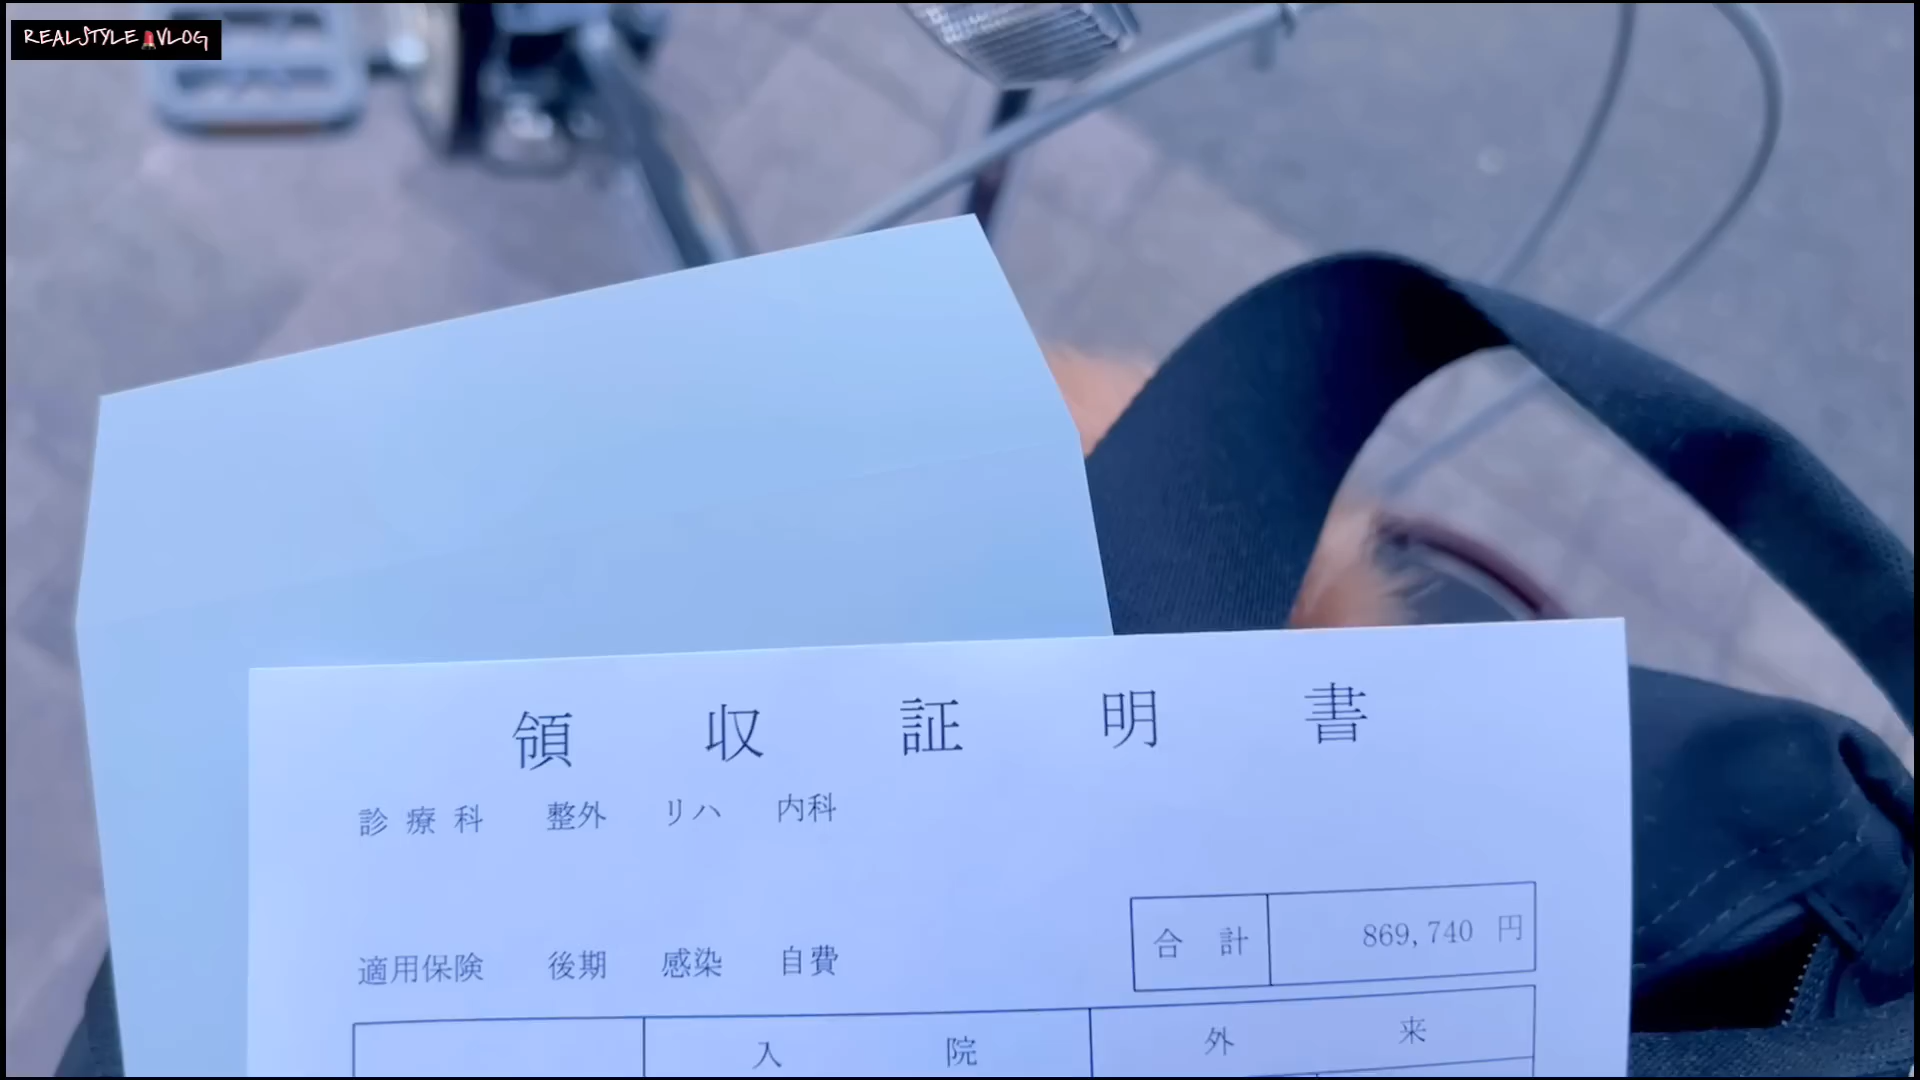 REALSTYLE🚨VLOG
領収証明書
診療科 整外 リハ 内科
合計 869,740 円
適用保険 後期 感染 自費
入院 外来